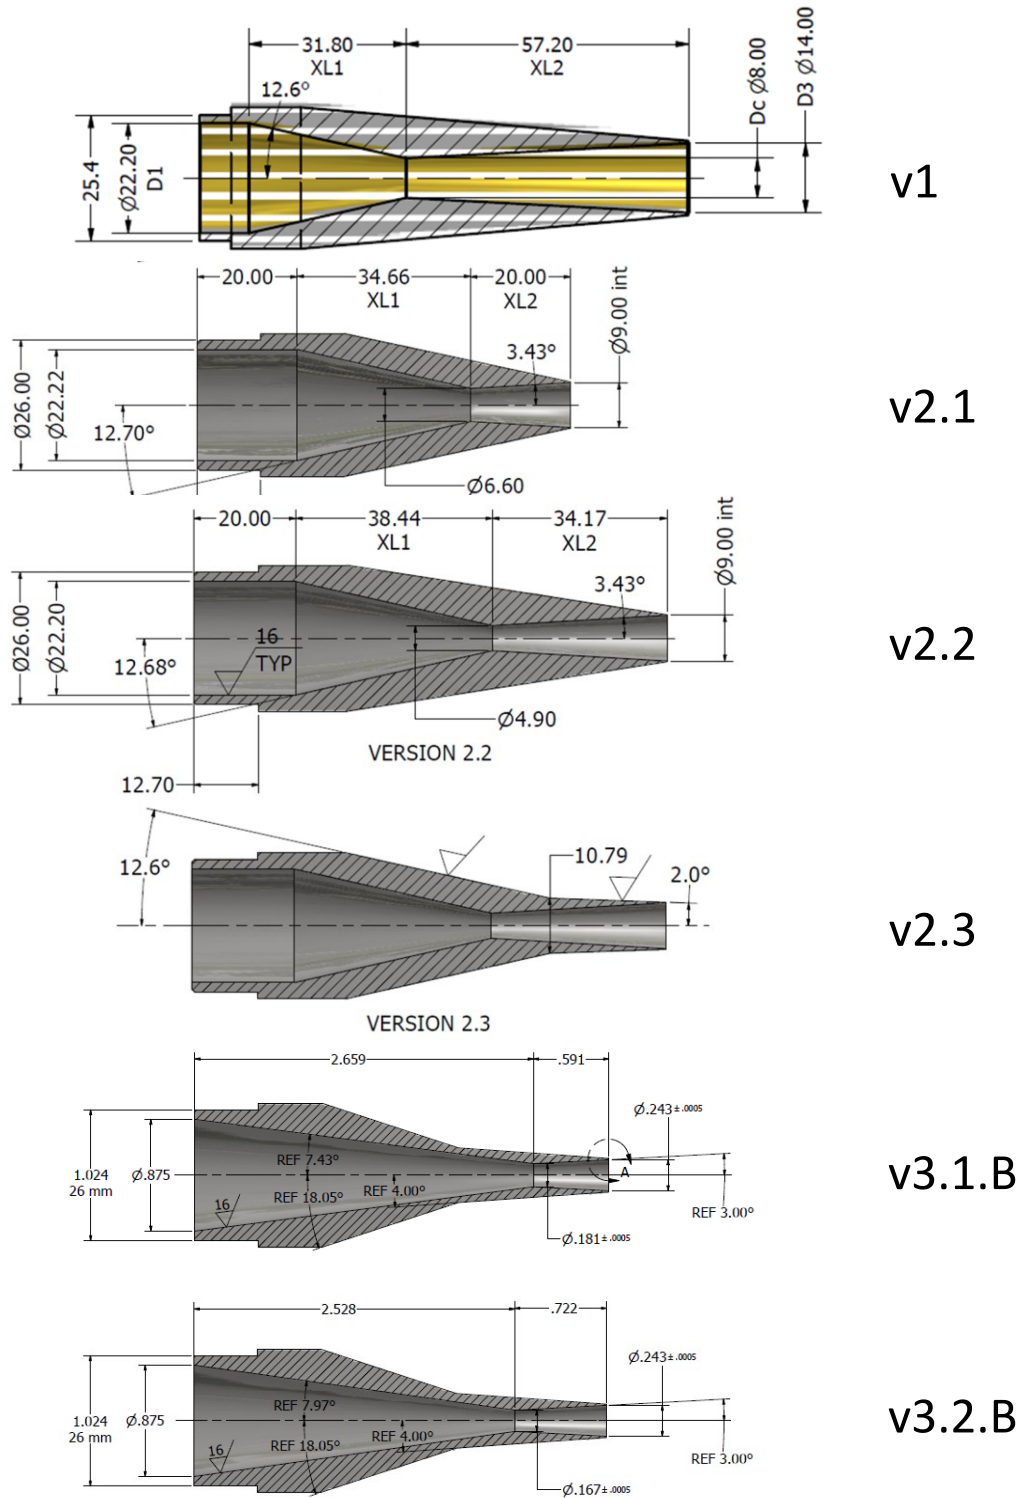 31.80
XL1
57.20
XL2
12.6°
25.4
Ø22.20
D1
Dc Ø8.00
D3 Ø14.00
v1
20.00
34.66
XL1
20.00
XL2
Ø9.00 int
3.43°
Ø26.00
Ø22.22
12.70°
Ø6.60
v2.1
20.00
38.44
XL1
34.17
XL2
Ø9.00 int
3.43°
Ø26.00
Ø22.20
16
TYP
12.68°
Ø4.90
VERSION 2.2
12.70
v2.2
12.6°
10.79
2.0°
VERSION 2.3
v2.3
2.659
.591
Ø.243±.0005
REF 7.43°
1.024
26 mm
Ø.875
REF 18.05°
REF 4.00°
A
16
REF 3.00°
Ø.181±.0005
v3.1.B
2.528
.722
Ø.243±.0005
REF 7.97°
1.024
26 mm
Ø.875
REF 18.05°
REF 4.00°
16
REF 3.00°
Ø.167±.0005
v3.2.B